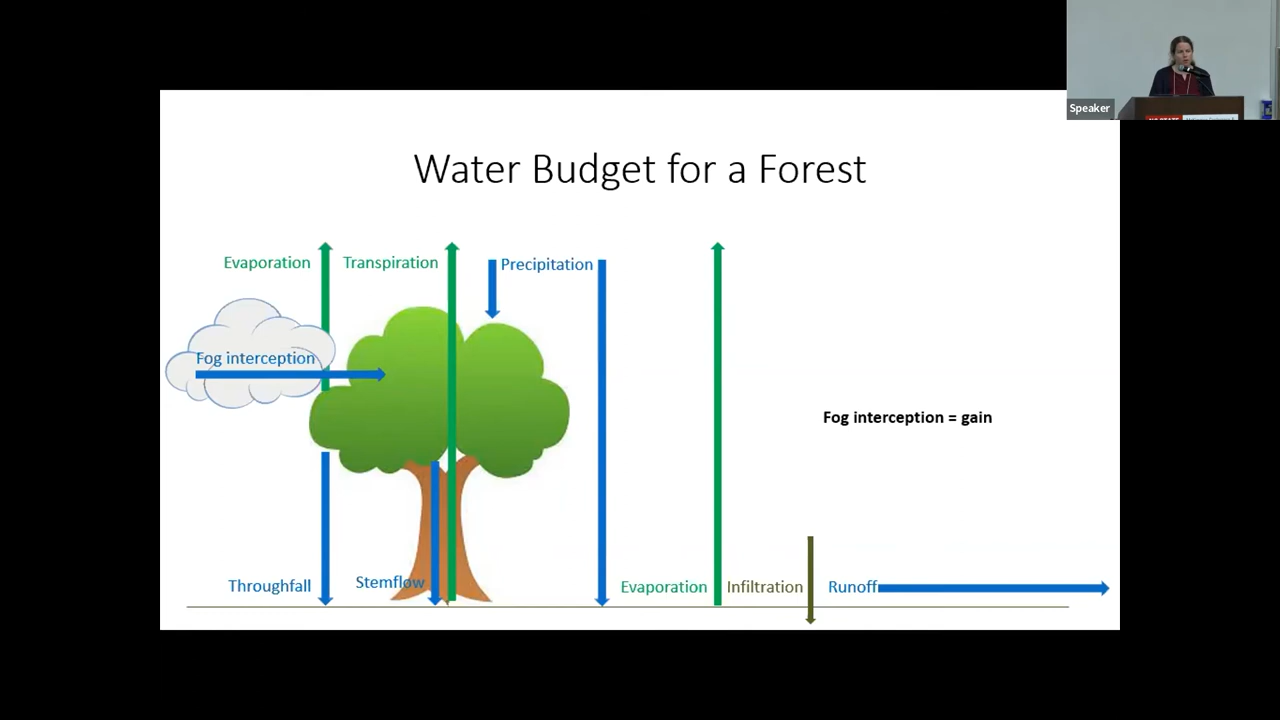 Speaker
Water Budget for a Forest
Evaporation
Transpiration
Precipitation
Fog interception
Fog interception = gain
Throughfall
Stemflow
Evaporation
Infiltration
Runoff